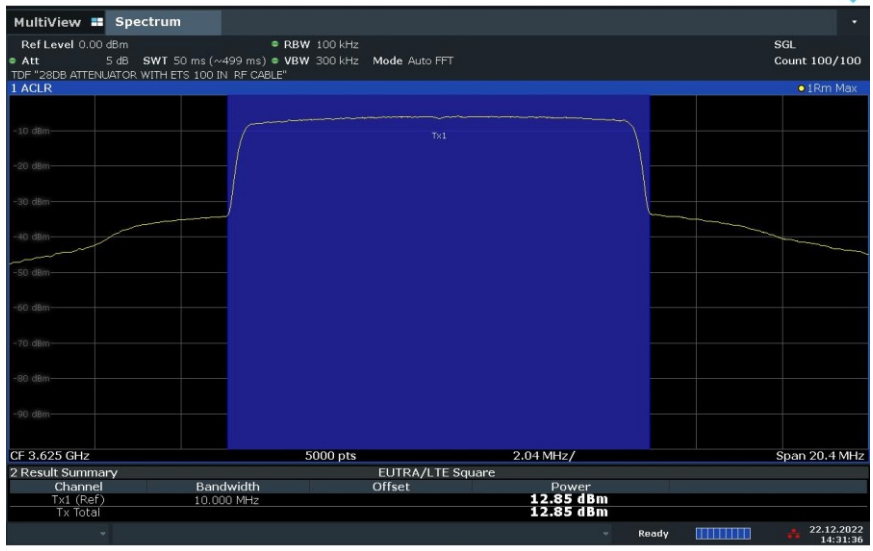 MultiView Spectrum
Ref Level 0.00 dBm RBW 100 kHz SGL
Att 5 dB SWT 50 ms (~499 ms) VBW 300 kHz Mode Auto FFT Count 100/100
TDF "28DB ATTENUATOR WITH ETS 100 IN RF CABLE"
1 ACLR 1Rm Max
-10 dBm
Tx1
-20 dBm
-30 dBm
-40 dBm
-50 dBm
-60 dBm
-80 dBm
-90 dBm
CF 3.625 GHz 5000 pts 2.04 MHz/ Span 20.4 MHz
2 Result Summary EUTRA/LTE Square
Channel Bandwidth Offset Power
Tx1 (Ref) 10.000 MHz 12.85 dBm
Tx Total 12.85 dBm
Ready 22.12.2022
14:31:36